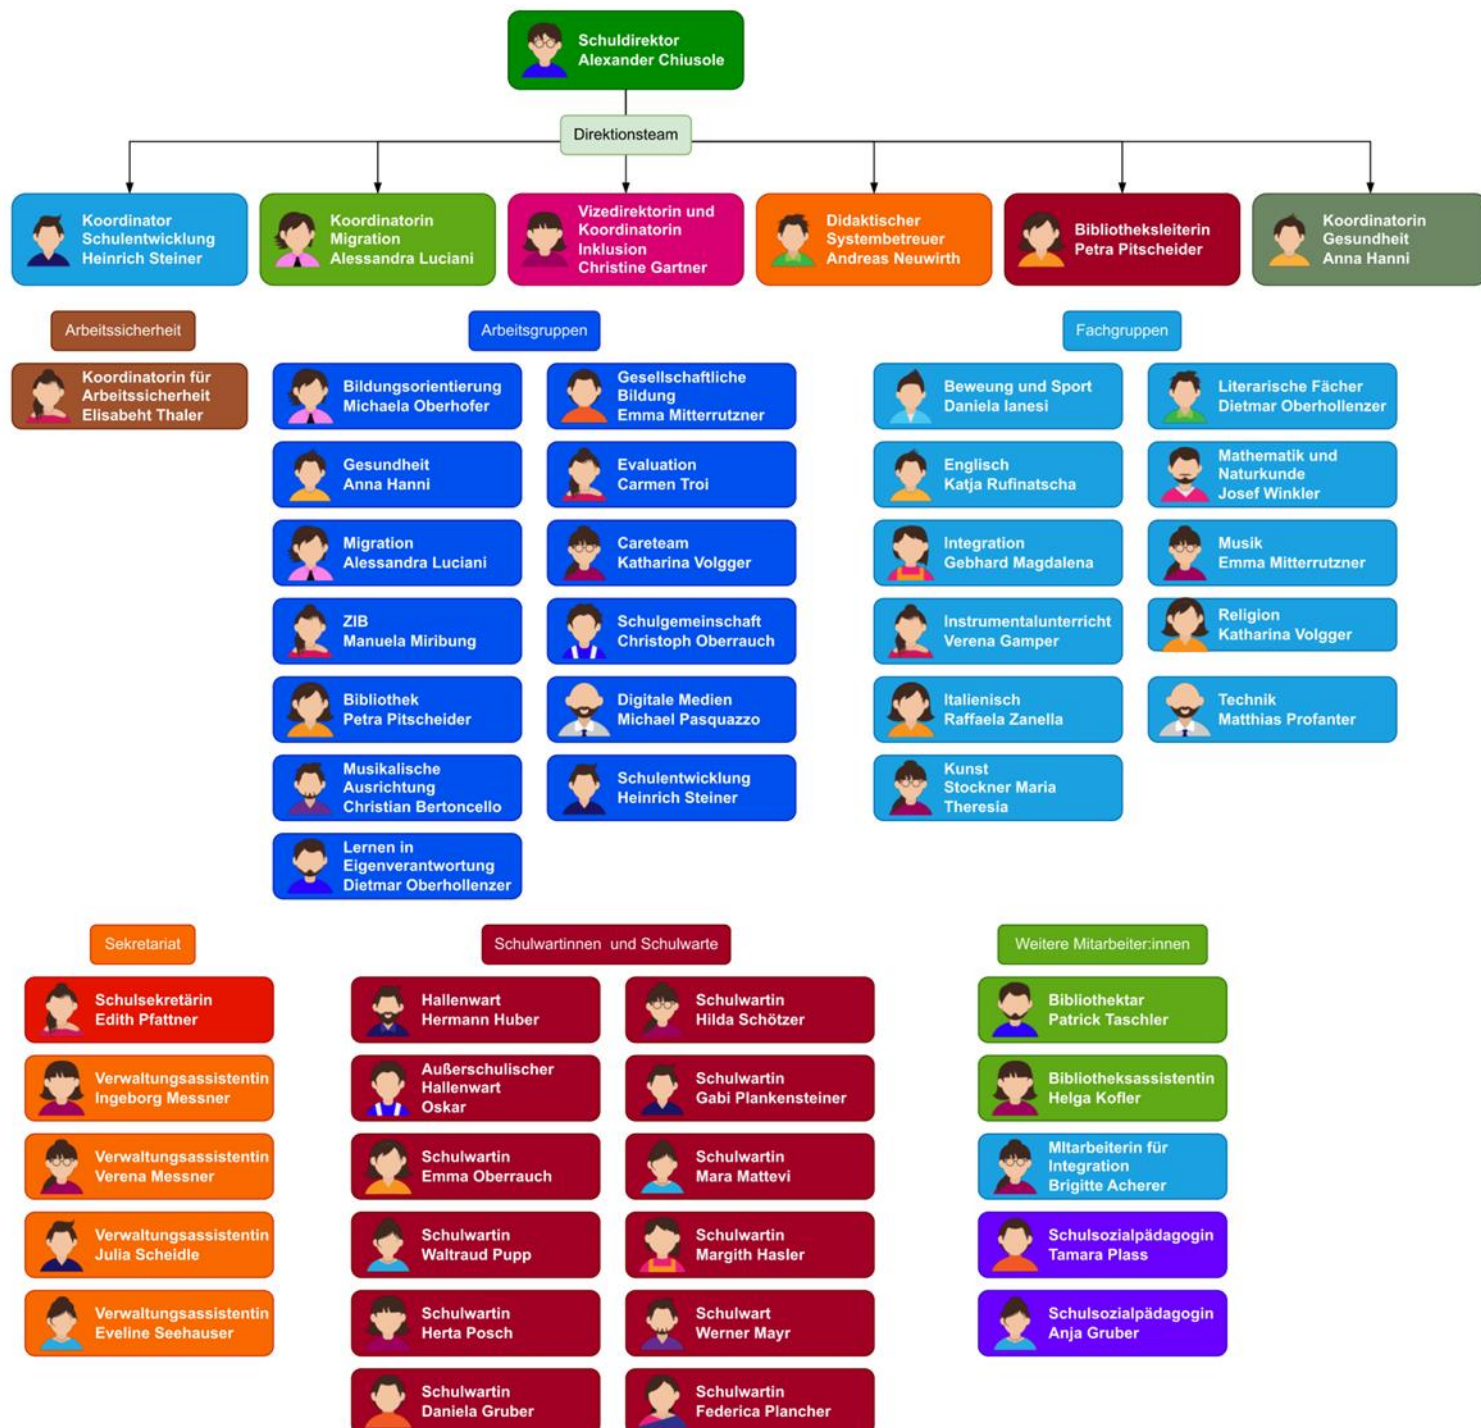 Schuldirektor
Alexander Chiusole
Direktionsteam
Koordinator
Schulentwicklung
Heinrich Steiner
Koordinatorin
Migration
Alessandra Luciani
Vizedirektorin und
Koordinatorin
Inklusion
Christine Gartner
Didaktischer
Systembetreuer
Andreas Neuwirth
Bibliotheksleiterin
Petra Pitscheider
Koordinatorin
Gesundheit
Anna Hanni
Arbeitssicherheit
Koordinatorin für
Arbeitssicherheit
Elisabeht Thaler
Arbeitsgruppen
Bildungsorientierung
Michaela Oberhofer
Gesellschaftliche
Bildung
Emma Mitterrutzner
Gesundheit
Anna Hanni
Evaluation
Carmen Troi
Migration
Alessandra Luciani
Careteam
Katharina Volgger
ZIB
Manuela Miribung
Schulgemeinschaft
Christoph Oberrauch
Bibliothek
Petra Pitscheider
Digitale Medien
Michael Pasquazzo
Musikalische
Ausrichtung
Christian Bertoncello
Schulentwicklung
Heinrich Steiner
Lernen in
Eigenverantwortung
Dietmar Oberhollenzer
Fachgruppen
Beweung und Sport
Daniela Ianesi
Literarische Fächer
Dietmar Oberhollenzer
Englisch
Katja Rufinatscha
Mathematik und
Naturkunde
Josef Winkler
Integration
Gebhard Magdalena
Musik
Emma Mitterrutzner
Instrumentalunterricht
Verena Gamper
Religion
Katharina Volgger
Italienisch
Raffaela Zanella
Technik
Matthias Profanter
Kunst
Stockner Maria
Theresia
Sekretariat
Schulsekretärin
Edith Pfattner
Verwaltungsassistentin
Ingeborg Messner
Verwaltungsassistentin
Verena Messner
Verwaltungsassistentin
Julia Scheidle
Verwaltungsassistentin
Eveline Seehauser
Schulwartinnen und Schulwarte
Hallenwart
Hermann Huber
Schulwartin
Hilda Schötzer
Außerschulischer
Hallenwart
Oskar
Schulwartin
Gabi Plankensteiner
Schulwartin
Emma Oberrauch
Schulwartin
Mara Mattevi
Schulwartin
Waltraud Pupp
Schulwartin
Margith Hasler
Schulwartin
Herta Posch
Schulwart
Werner Mayr
Schulwartin
Daniela Gruber
Schulwartin
Federica Plancher
Weitere Mitarbeiter:innen
Bibliothektar
Patrick Taschler
Bibliotheksassistentin
Helga Kofler
MItarbeiterin für
Integration
Brigitte Acherer
Schulsozialpädagogin
Tamara Plass
Schulsozialpädagogin
Anja Gruber